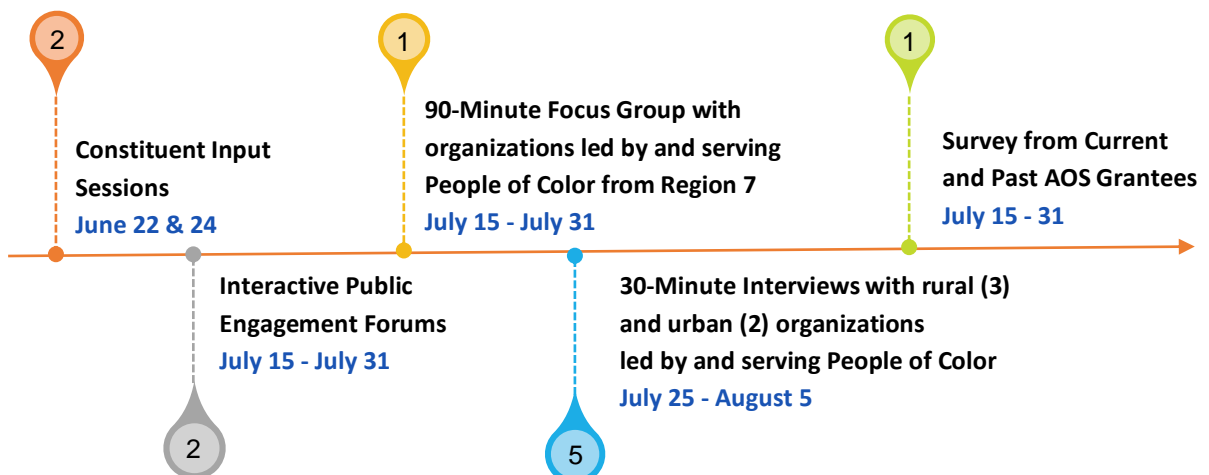 2
Constituent Input
Sessions
June 22 & 24
2
Interactive Public
Engagement Forums
July 15 - July 31
1
90-Minute Focus Group with
organizations led by and serving
People of Color from Region 7
July 15 - July 31
5
30-Minute Interviews with rural (3)
and urban (2) organizations
led by and serving People of Color
July 25 - August 5
1
Survey from Current
and Past AOS Grantees
July 15 - 31